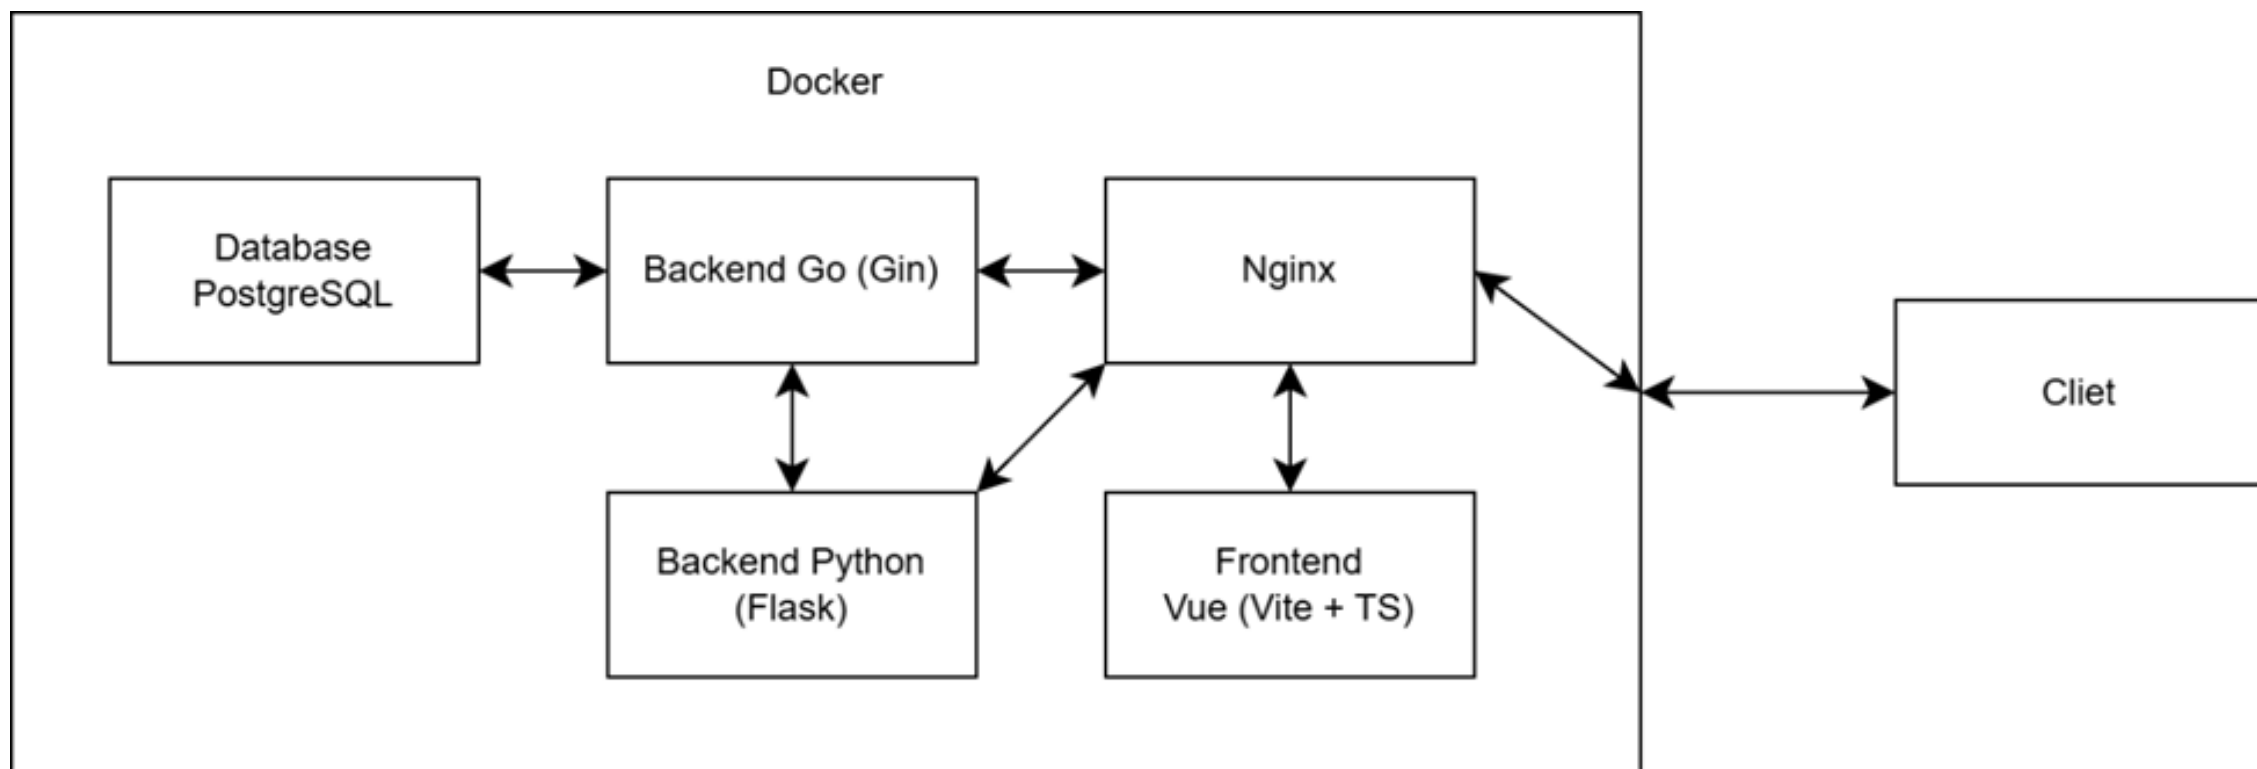 Docker
Database
PostgreSQL
Backend Go (Gin)
Nginx
Cliet
Backend Python
(Flask)
Frontend
Vue (Vite + TS)